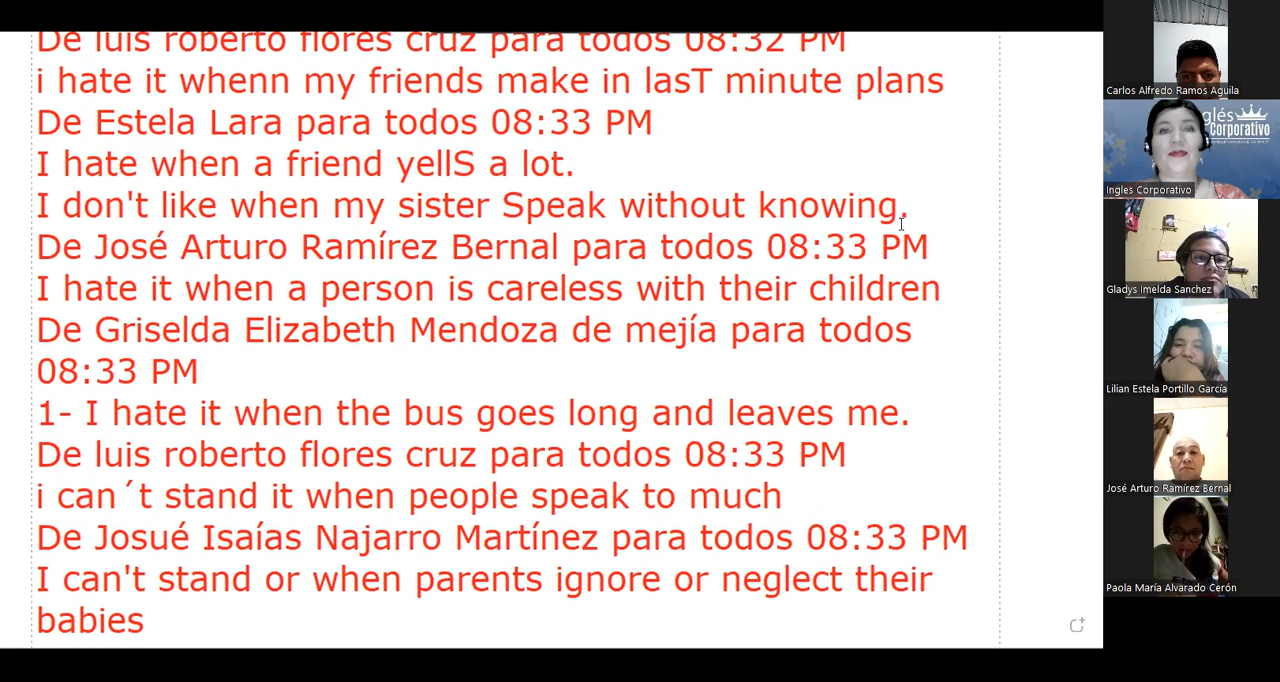 De luis roberto flores cruz para todos 08:32 PM
i hate it whenn my friends make in lasT minute plans
De Estela Lara para todos 08:33 PM
I hate when a friend yellS a lot.
I don't like when my sister Speak without knowing.
De José Arturo Ramírez Bernal para todos 08:33 PM
I hate it when a person is careless with their children
De Griselda Elizabeth Mendoza de mejía para todos
08:33 PM
1- I hate it when the bus goes long and leaves me.
De luis roberto flores cruz para todos 08:33 PM
i can´t stand it when people speak to much
De Josué Isaías Najarro Martínez para todos 08:33 PM
I can't stand or when parents ignore or neglect their
babies
Carlos Alfredo Ramos Aguila
glés
Corporativo
Ingles Corporativo
Gladys Imelda Sanchez
Lilian Estela Portillo García
José Arturo Ramírez Bernal
Paola María Alvarado Cerón